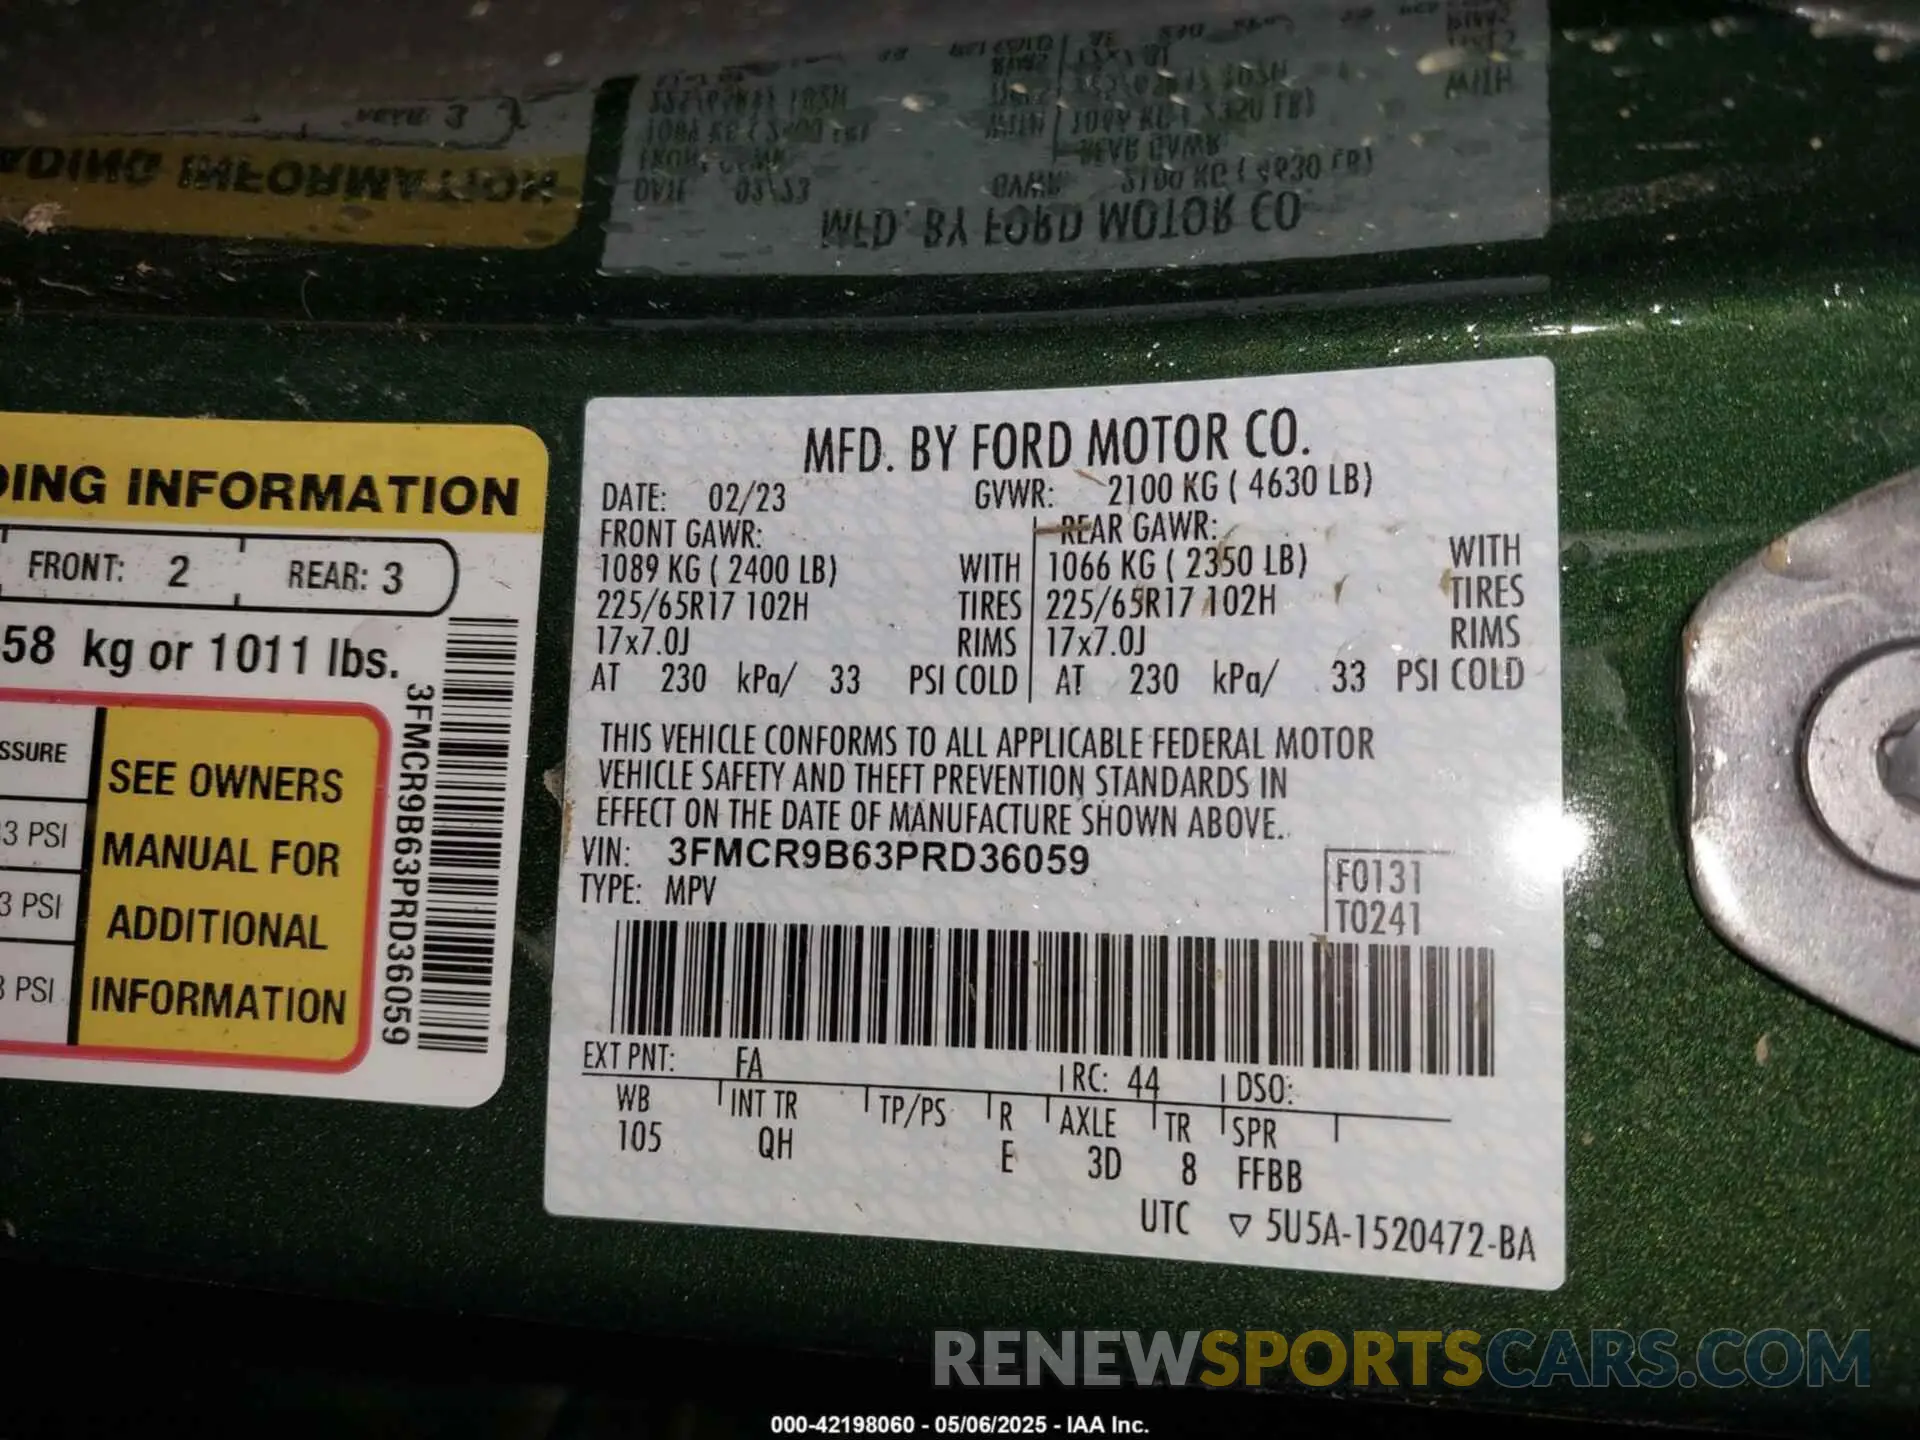 MFD. BY FORD MOTOR CO.
DATE: 02/23 GVWR: 2100 KG ( 4630 LB)
FRONT GAWR: REAR GAWR:
1089 KG ( 2400 LB) WITH 1066 KG ( 2350 LB) WITH
225/65R17 102H TIRES 225/65R17 102H TIRES
17x7.0J RIMS 17x7.0J RIMS
AT 230 kPa/ 33 PSI COLD AT 230 kPa/ 33 PSI COLD
THIS VEHICLE CONFORMS TO ALL APPLICABLE FEDERAL MOTOR
VEHICLE SAFETY AND THEFT PREVENTION STANDARDS IN
EFFECT ON THE DATE OF MANUFACTURE SHOWN ABOVE.
VIN: 3FMCR9B63PRD36059
TYPE: MPV
F0131
T0241
EXT PNT: FA RC: 44 DSO:
WB INT TR TP/PS R AXLE TR SPR
105 QH E 3D 8 FFBB
UTC ▽ 5U5A-1520472-BA
DING INFORMATION
FRONT: 2 REAR: 3
58 kg or 1011 lbs.
SSURE
3 PSI
3 PSI
3 PSI
SEE OWNERS
MANUAL FOR
ADDITIONAL
INFORMATION
3FMCR9B63PRD36059
RENEWSPORTSCARS.COM
000-42198060 - 05/06/2025 - IAA Inc.